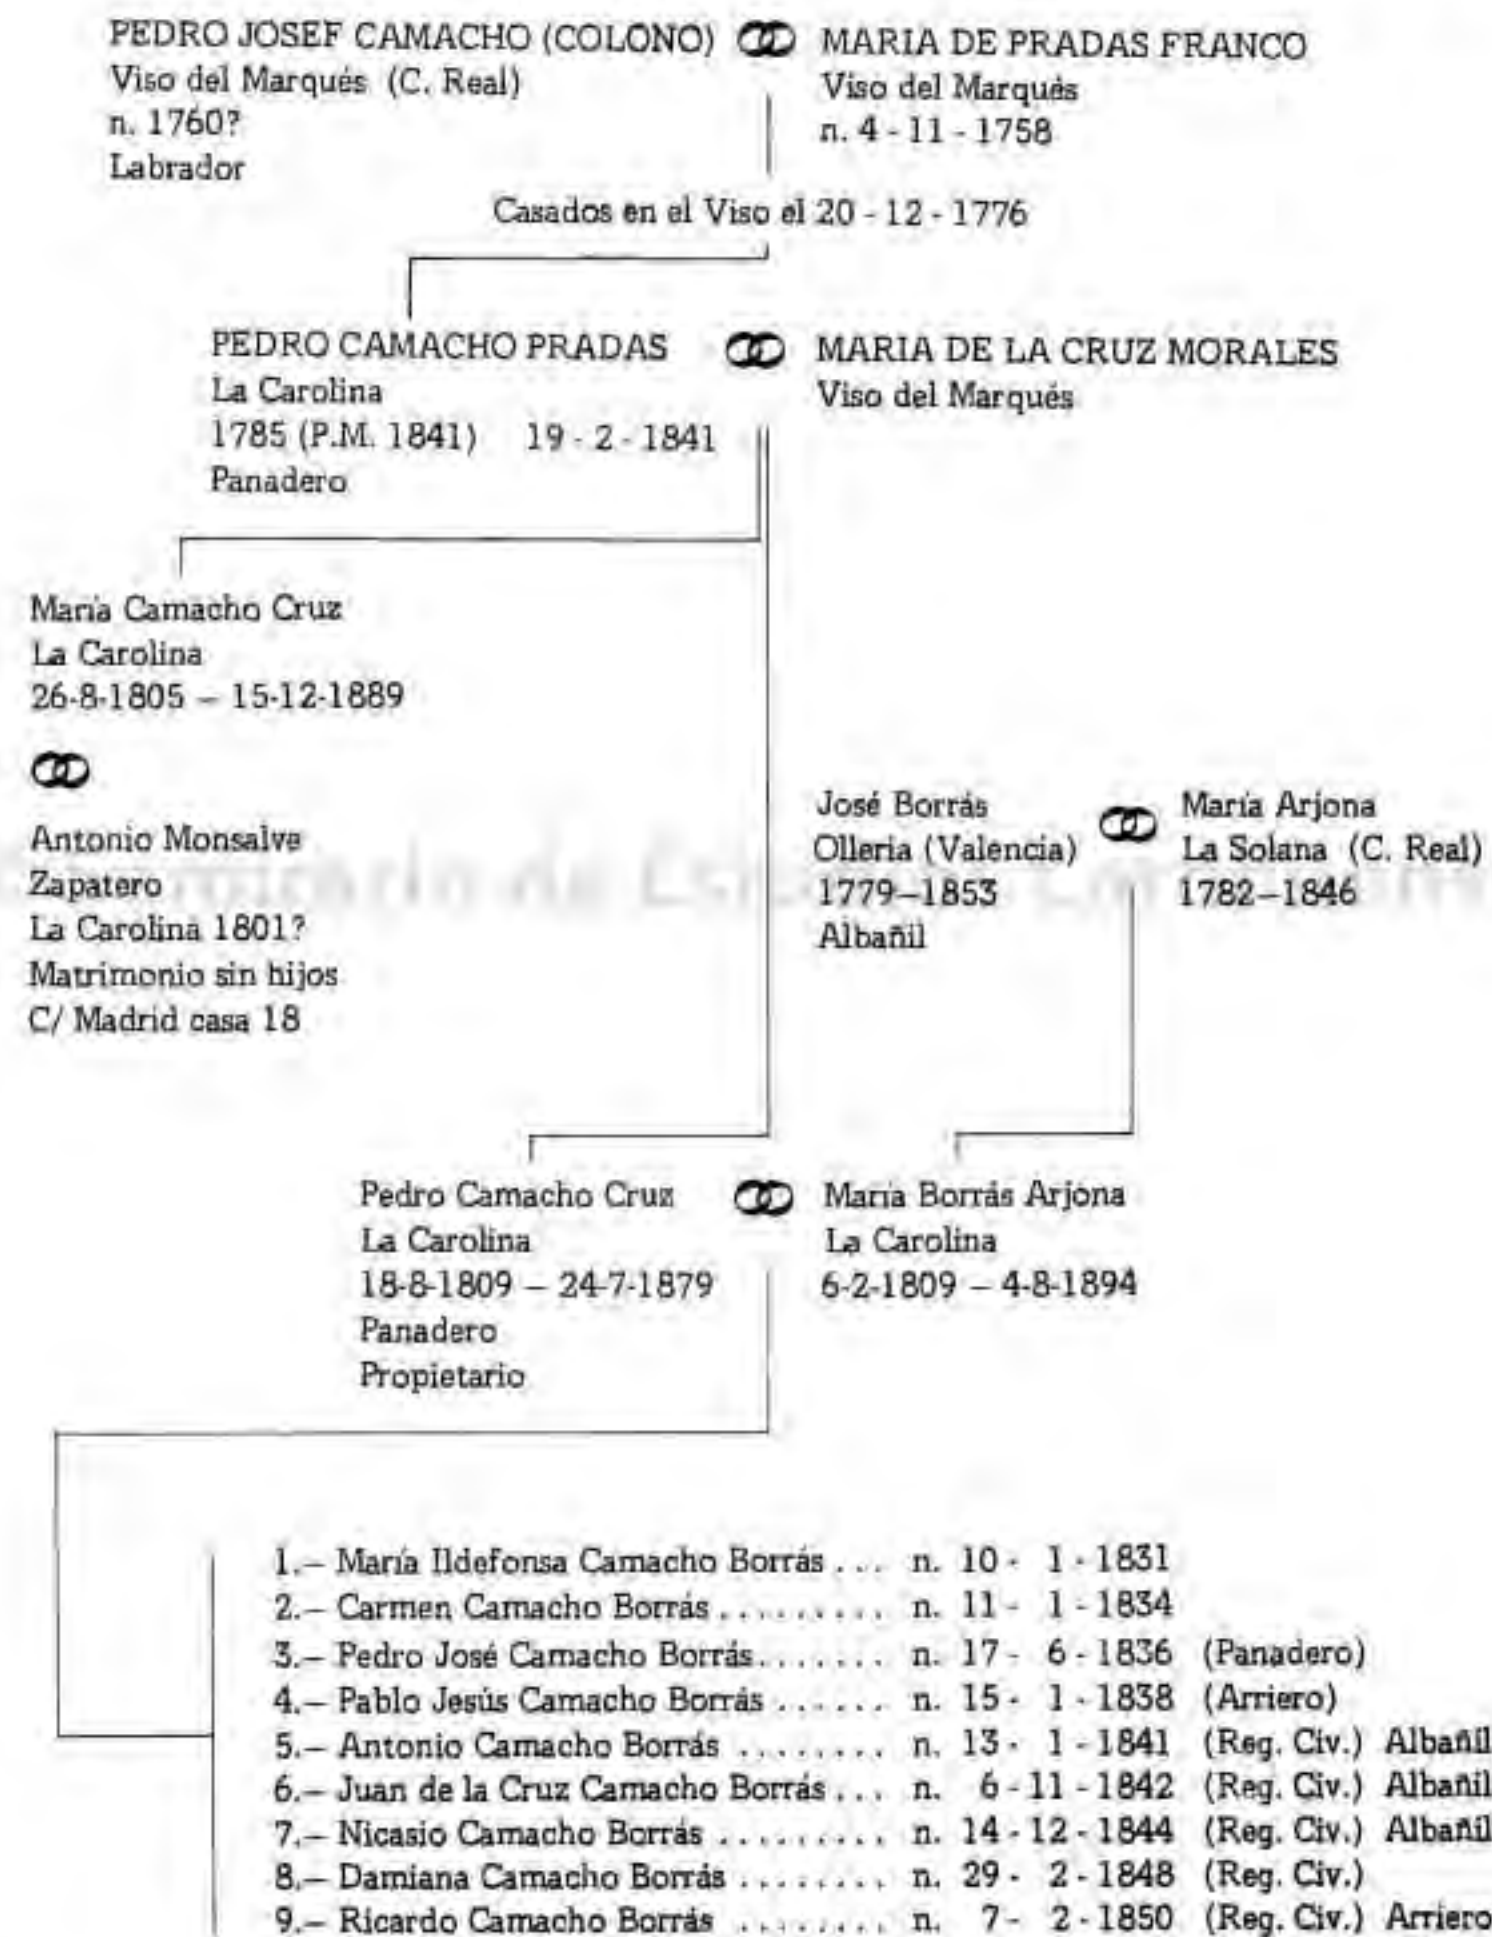 PEDRO JOSEF CAMACHO (COLONO)
Viso del Marqués (C. Real)
n. 1760?
Labrador
MARIA DE PRADAS FRANCO
Viso del Marqués
n. 4 - 11 - 1758
Casados en el Viso el 20 - 12 - 1776
PEDRO CAMACHO PRADAS
La Carolina
1785 (P.M. 1841) 19 - 2 - 1841
Panadero
MARIA DE LA CRUZ MORALES
Viso del Marqués
María Camacho Cruz
La Carolina
26-8-1805 – 15-12-1889
Antonio Monsalve
Zapatero
La Carolina 1801?
Matrimonio sin hijos
C/ Madrid casa 18
José Borrás
Olleria (Valencia)
1779–1853
Albañil
María Arjona
La Solana (C. Real)
1782–1846
Pedro Camacho Cruz
La Carolina
18-8-1809 – 24-7-1879
Panadero
Propietario
María Borrás Arjona
La Carolina
6-2-1809 – 4-8-1894
1.– María Ildefonsa Camacho Borrás . . . n. 10 - 1 - 1831
2.– Carmen Camacho Borrás . . . . . . . . . n. 11 - 1 - 1834
3.– Pedro José Camacho Borrás . . . . . . . n. 17 - 6 - 1836 (Panadero)
4.– Pablo Jesús Camacho Borrás . . . . . . n. 15 - 1 - 1838 (Arriero)
5.– Antonio Camacho Borrás . . . . . . . . n. 13 - 1 - 1841 (Reg. Civ.) Albañil
6.– Juan de la Cruz Camacho Borrás . . . n. 6 - 11 - 1842 (Reg. Civ.) Albañil
7.– Nicasio Camacho Borrás . . . . . . . . . n. 14 - 12 - 1844 (Reg. Civ.) Albañil
8.– Damiana Camacho Borrás . . . . . . . . n. 29 - 2 - 1848 (Reg. Civ.)
9.– Ricardo Camacho Borrás . . . . . . . . n. 7 - 2 - 1850 (Reg. Civ.) Arriero